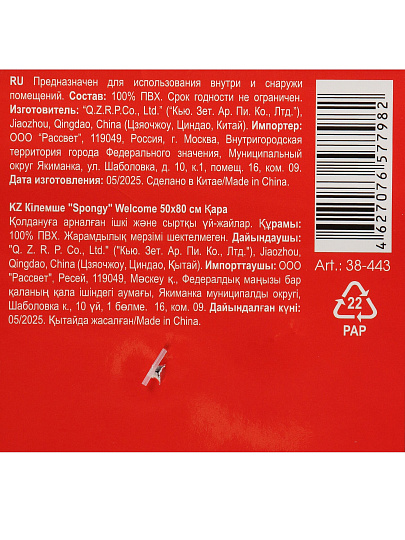 RU Предназначен для использования внутри и снаружи
помещений. Состав: 100% ПВХ. Срок годности не ограничен.
Изготовитель: "Q.Z.R.P.Co., Ltd." ("Кью. Зет. Ар. Пи. Ко., Лтд."),
Jiaozhou, Qingdao, China (Цзяочжоу, Циндао, Китай). Импортер:
ООО "Рассвет", 119049, Россия, г. Москва, Внутригородская
территория города Федерального значения, Муниципальный
округ Якиманка, ул. Шаболовка, д. 10, к.1, помещ. 16, ком. 09.
Дата изготовления: 05/2025. Сделано в Китае/Made in China.
KZ Кілемше "Spongy" Welcome 50x80 см Қара
Қолдануға арналған ішкі және сыртқы үй-жайлар. Құрамы:
100% ПВХ. Жарамдылық мерзімі шектелмеген. Дайындаушы:
"Q. Z. R. P. Co., Ltd." ("Кью. Зет. Ар. Пи. Ко., Лтд."), Jiaozhou,
Qingdao, China (Цзяочжоу, Циндао, Қытай). Импорттаушы: ООО
"Рассвет", Ресей, 119049, Мәскеу қ., Федералдық маңызы бар
қаланың қала ішіндегі аумағы, Якиманка муниципалды округі,
Шаболовка к., 10 үй, 1 бөлме. 16, ком. 09. Дайындалған күні:
05/2025. Қытайда жасалған/Made in China.
4 627076 577982
Art.: 38-443
22
PAP